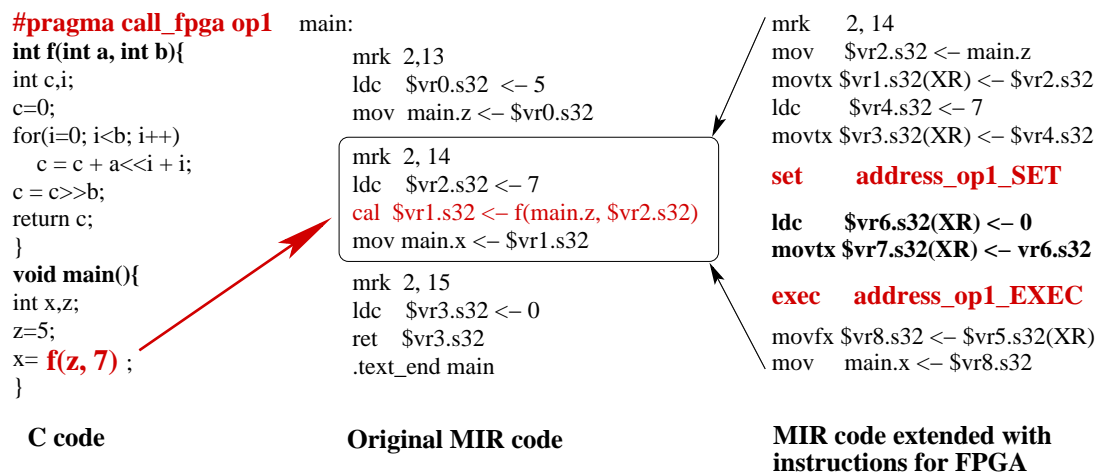 #pragma call_fpga op1
int f(int a, int b){
int c,i;
c=0;
for(i=0; i<b; i++)
c = c + a<<i + i;
c = c>>b;
return c;
}
void main(){
int x,z;
z=5;
x= f(z, 7) ;
}
C code
main:
mrk 2,13
ldc $vr0.s32 <− 5
mov main.z <− $vr0.s32
mrk 2, 14
ldc $vr2.s32 <− 7
cal $vr1.s32 <− f(main.z, $vr2.s32)
mov main.x <− $vr1.s32
mrk 2, 15
ldc $vr3.s32 <− 0
ret $vr3.s32
.text_end main
Original MIR code
mrk 2, 14
mov $vr2.s32 <− main.z
movtx $vr1.s32(XR) <− $vr2.s32
ldc $vr4.s32 <− 7
movtx $vr3.s32(XR) <− $vr4.s32
set address_op1_SET
ldc $vr6.s32(XR) <− 0
movtx $vr7.s32(XR) <− vr6.s32
exec address_op1_EXEC
movfx $vr8.s32 <− $vr5.s32(XR)
mov main.x <− $vr8.s32
MIR code extended with
instructions for FPGA